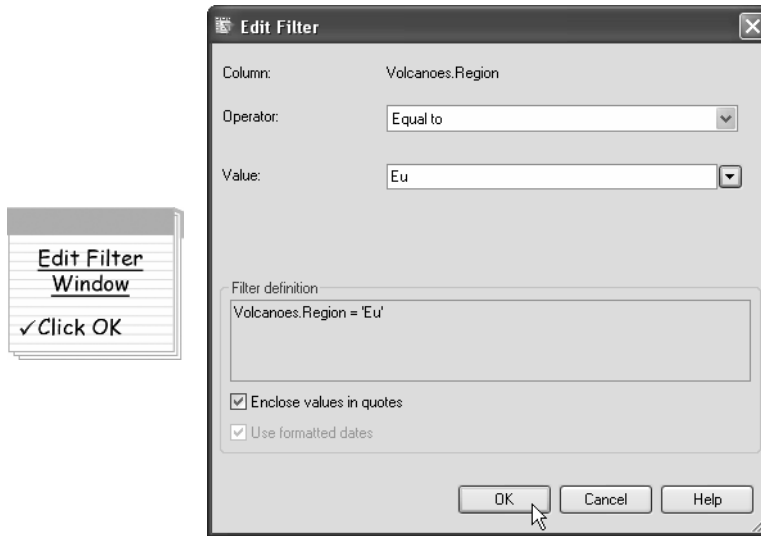 Edit Filter
Window
✓Click OK
Edit Filter
Column: Volcanoes.Region
Operator: Equal to
Value: Eu
Filter definition
Volcanoes.Region = 'Eu'
Enclose values in quotes
Use formatted dates
OK Cancel Help